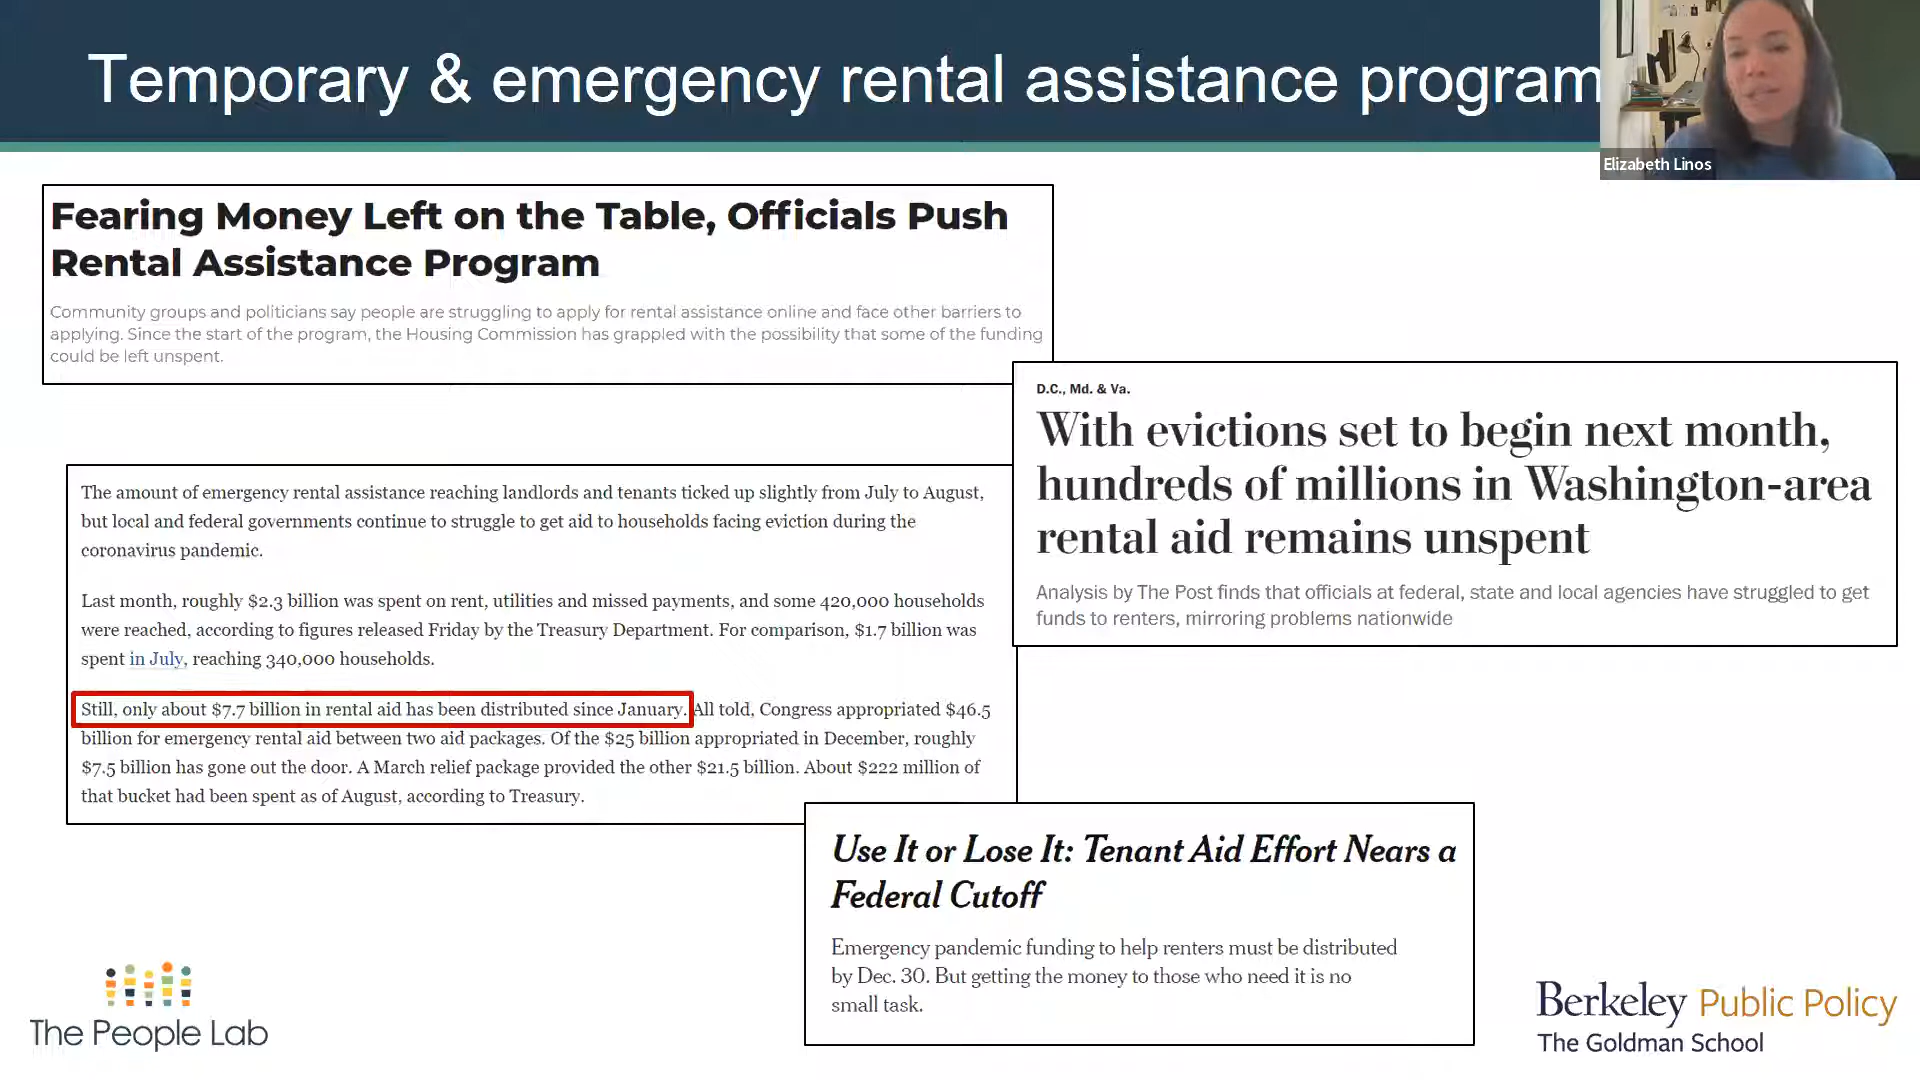 Temporary & emergency rental assistance program
Elizabeth Linos
Fearing Money Left on the Table, Officials Push
Rental Assistance Program
Community groups and politicians say people are struggling to apply for rental assistance online and face other barriers to
applying. Since the start of the program, the Housing Commission has grappled with the possibility that some of the funding
could be left unspent.
D.C., Md. & Va.
With evictions set to begin next month,
hundreds of millions in Washington-area
rental aid remains unspent
Analysis by The Post finds that officials at federal, state and local agencies have struggled to get
funds to renters, mirroring problems nationwide
The amount of emergency rental assistance reaching landlords and tenants ticked up slightly from July to August,
but local and federal governments continue to struggle to get aid to households facing eviction during the
coronavirus pandemic.
Last month, roughly $2.3 billion was spent on rent, utilities and missed payments, and some 420,000 households
were reached, according to figures released Friday by the Treasury Department. For comparison, $1.7 billion was
spent in July, reaching 340,000 households.
Still, only about $7.7 billion in rental aid has been distributed since January. All told, Congress appropriated $46.5
billion for emergency rental aid between two aid packages. Of the $25 billion appropriated in December, roughly
$7.5 billion has gone out the door. A March relief package provided the other $21.5 billion. About $222 million of
that bucket had been spent as of August, according to Treasury.
Use It or Lose It: Tenant Aid Effort Nears a
Federal Cutoff
Emergency pandemic funding to help renters must be distributed
by Dec. 30. But getting the money to those who need it is no
small task.
The People Lab
Berkeley Public Policy
The Goldman School